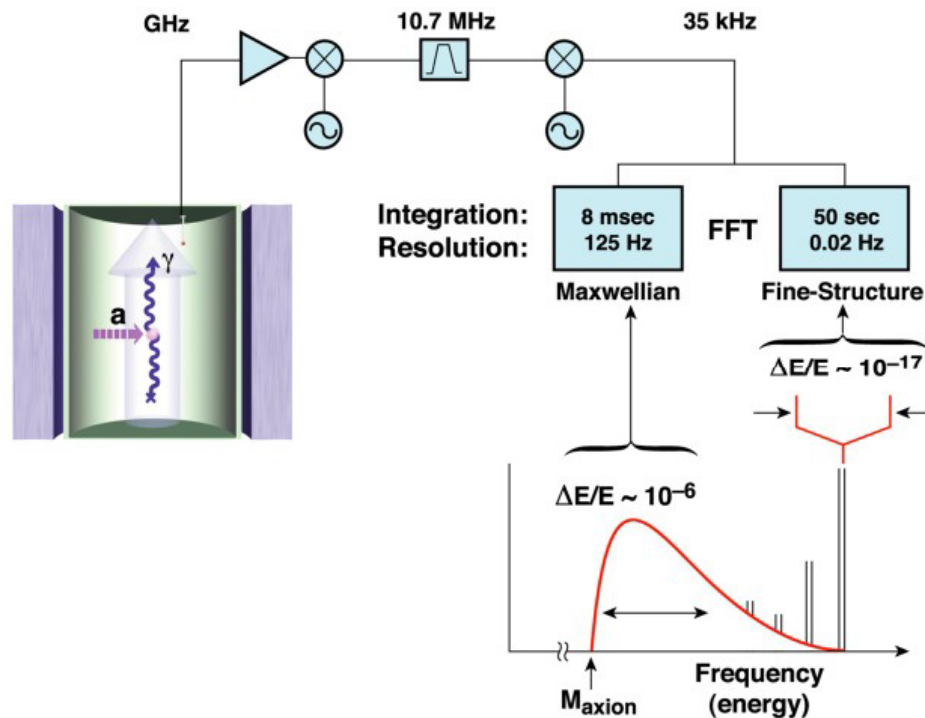 GHz
10.7 MHz
35 kHz
Integration:
Resolution:
8 msec
125 Hz
FFT
50 sec
0.02 Hz
Maxwellian
Fine-Structure
γ
a
ΔE/E ~ 10⁻¹⁷
ΔE/E ~ 10⁻⁶
Maxion
Frequency
(energy)